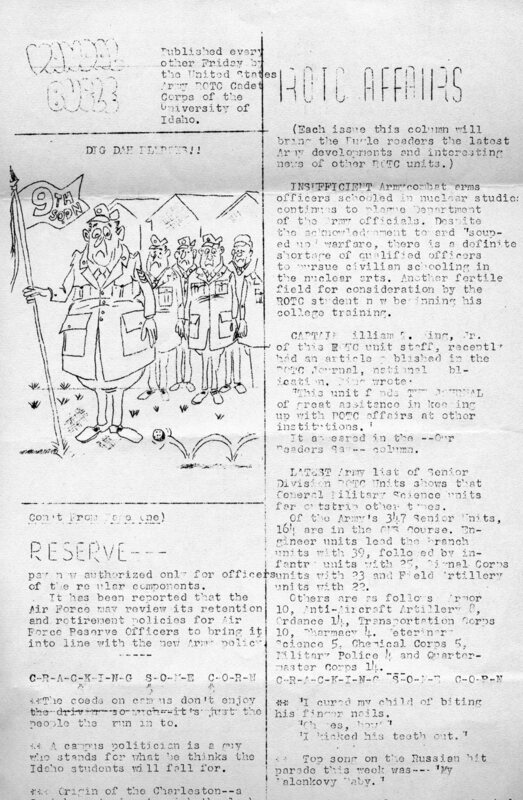 VANDAL
BUGLE
Published every
other Friday by
the United States
Army ROTC Cadet
Corps of the
University of
Idaho.
DIG DAH
9TH
SQDN
(Con't From Page One)
RESERVE---
pay now authorized only for officers
of the regular components.
It has been reported that the
Air Force may review its retention
and retirement policies for Air
Force Reserve Officers to bring it
into line with the new Army policy.
-----
C-R-A-C-K-I-N-G S-O-M-E C-O-R-N
**The coeds on campus don't enjoy
the driver so much--it's just the
people they run in to.
** A campus politician is a guy
who stands for what he thinks the
Idaho students will fall for.
*** Origin of the Charleston--a
ROTC AFFAIRS
(Each issue this column will
bring the Bugle readers the latest
Army developments and interesting
news of other ROTC units.)
INSUFFICIENT Army combat arms
officers schooled in nuclear studies
continues to plague Department
of the Army officials. Despite
the acknowledgement toard "soup-
ed up" warfare, there is a definite
shortage of qualified officers
to pursue civilian schooling in
the nuclear arts. Another fertile
field for consideration by the
ROTC student now beginning his
college training.
CAPTAIN William Jr.
of this ROTC unit staff, recently
had an article published in the
ROTC Journal, national publ-
ication. wrote:
"This unit finds THE JOURNAL
of great assitence in keeping
up with ROTC affairs at other
institutions."
It appeared in the --Our
Readers Say-- column.
LATEST Army list of Senior
Division ROTC Units shows that
General Military Science units
far outstrip other types.
Of the Army's 347 Senior Units,
164 are in the GMS Course. En-
gineer units lead the branch
units with 39, followed by in-
fantry units with 25, Signal Corps
units with 23 and Field Artillery
units with 22.
Others are as follows Armor
10, Anti-Aircraft Artillery 8,
Ordance 14, Transportation Corps
10, Pharmacy 4, Veterinary
Science 5, Chemical Corps 5,
Military Police 4 and Quarter-
master Corps 14.
C-R-A-C-K-I-N-G S-O-M-E C-O-R-N
** "I cured my child of biting
his finger nails.
"Oh yes, how"
"I kicked his teeth out."
** Top song on the Russian hit
parade this week was-- "My
Malenkovy Baby."